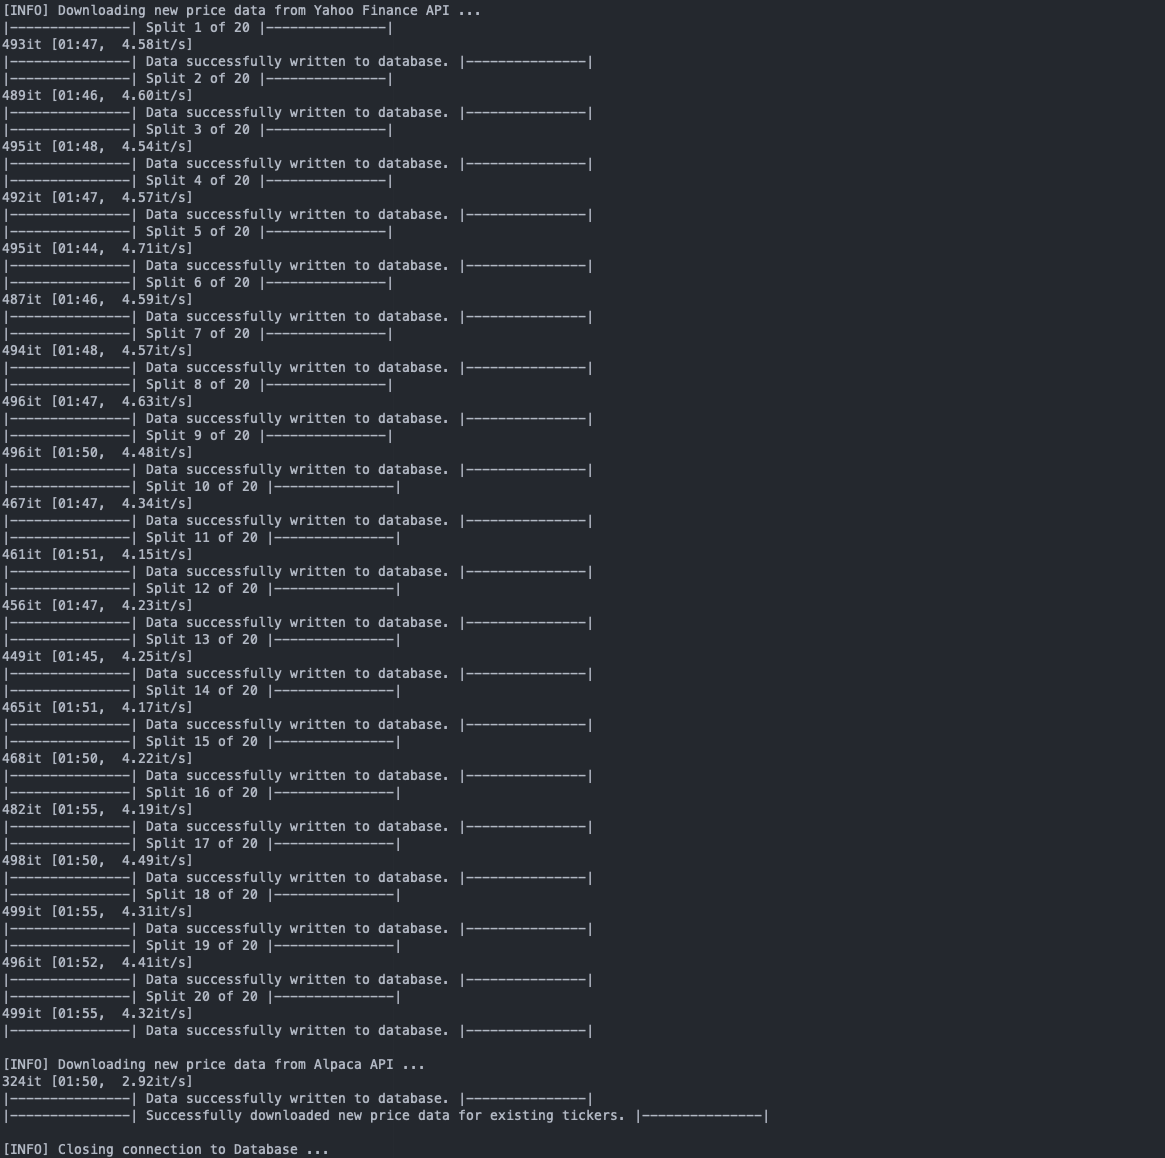 [INFO] Downloading new price data from Yahoo Finance API ...
|---------------| Split 1 of 20 |---------------|
493it [01:47,  4.58it/s]
|---------------| Data successfully written to database. |---------------|
|---------------| Split 2 of 20 |---------------|
489it [01:46,  4.60it/s]
|---------------| Data successfully written to database. |---------------|
|---------------| Split 3 of 20 |---------------|
495it [01:48,  4.54it/s]
|---------------| Data successfully written to database. |---------------|
|---------------| Split 4 of 20 |---------------|
492it [01:47,  4.57it/s]
|---------------| Data successfully written to database. |---------------|
|---------------| Split 5 of 20 |---------------|
495it [01:44,  4.71it/s]
|---------------| Data successfully written to database. |---------------|
|---------------| Split 6 of 20 |---------------|
487it [01:46,  4.59it/s]
|---------------| Data successfully written to database. |---------------|
|---------------| Split 7 of 20 |---------------|
494it [01:48,  4.57it/s]
|---------------| Data successfully written to database. |---------------|
|---------------| Split 8 of 20 |---------------|
496it [01:47,  4.63it/s]
|---------------| Data successfully written to database. |---------------|
|---------------| Split 9 of 20 |---------------|
496it [01:50,  4.48it/s]
|---------------| Data successfully written to database. |---------------|
|---------------| Split 10 of 20 |---------------|
467it [01:47,  4.34it/s]
|---------------| Data successfully written to database. |---------------|
|---------------| Split 11 of 20 |---------------|
461it [01:51,  4.15it/s]
|---------------| Data successfully written to database. |---------------|
|---------------| Split 12 of 20 |---------------|
456it [01:47,  4.23it/s]
|---------------| Data successfully written to database. |---------------|
|---------------| Split 13 of 20 |---------------|
449it [01:45,  4.25it/s]
|---------------| Data successfully written to database. |---------------|
|---------------| Split 14 of 20 |---------------|
465it [01:51,  4.17it/s]
|---------------| Data successfully written to database. |---------------|
|---------------| Split 15 of 20 |---------------|
468it [01:50,  4.22it/s]
|---------------| Data successfully written to database. |---------------|
|---------------| Split 16 of 20 |---------------|
482it [01:55,  4.19it/s]
|---------------| Data successfully written to database. |---------------|
|---------------| Split 17 of 20 |---------------|
498it [01:50,  4.49it/s]
|---------------| Data successfully written to database. |---------------|
|---------------| Split 18 of 20 |---------------|
499it [01:55,  4.31it/s]
|---------------| Data successfully written to database. |---------------|
|---------------| Split 19 of 20 |---------------|
496it [01:52,  4.41it/s]
|---------------| Data successfully written to database. |---------------|
|---------------| Split 20 of 20 |---------------|
499it [01:55,  4.32it/s]
|---------------| Data successfully written to database. |---------------|

[INFO] Downloading new price data from Alpaca API ...
324it [01:50,  2.92it/s]
|---------------| Data successfully written to database. |---------------|
|---------------| Successfully downloaded new price data for existing tickers. |---------------|

[INFO] Closing connection to Database ...